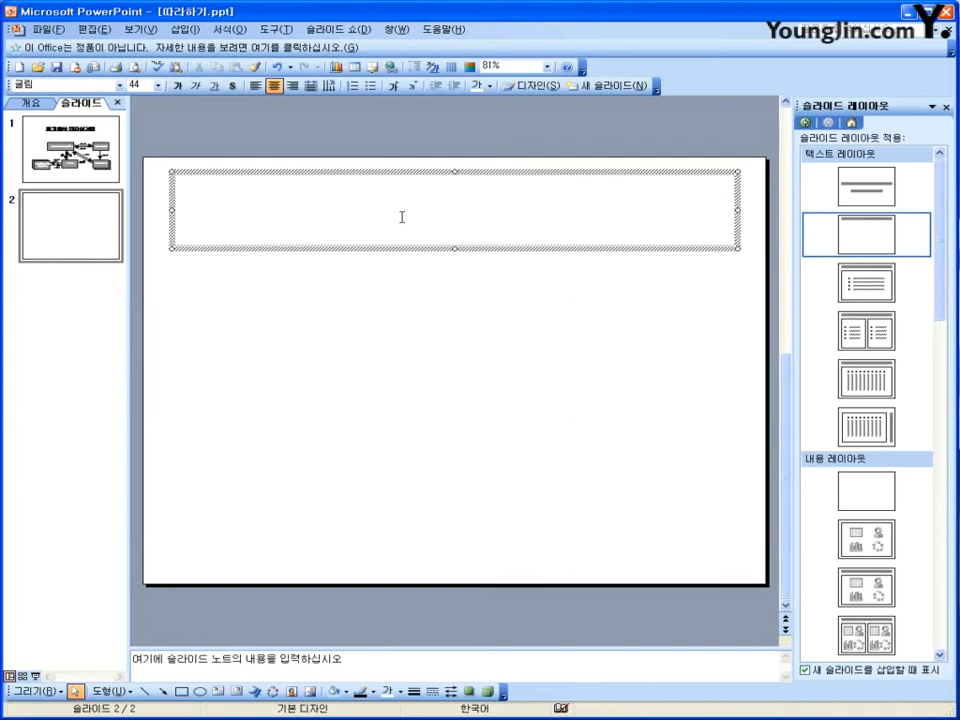 Microsoft PowerPoint - [따라하기.ppt]
YoungJin.com Y.
파일(F) 편집(E) 보기(V) 삽입(I) 서식(O) 도구(T) 슬라이드 쇼(D) 창(W) 도움말(H)
이 Office는 정품이 아닙니다. 자세한 내용을 보려면 여기를 클릭하십시오.(G)
81%
굴림 44 가 가 가 S 가 디자인(S) 새 슬라이드(N)
개요 슬라이드
슬라이드 레이아웃
슬라이드 레이아웃 적용:
텍스트 레이아웃
1
2
내용 레이아웃
여기에 슬라이드 노트의 내용을 입력하십시오
새 슬라이드를 삽입할 때 표시
그리기(R) 도형(U) 가
슬라이드 2 / 2 기본 디자인 한국어